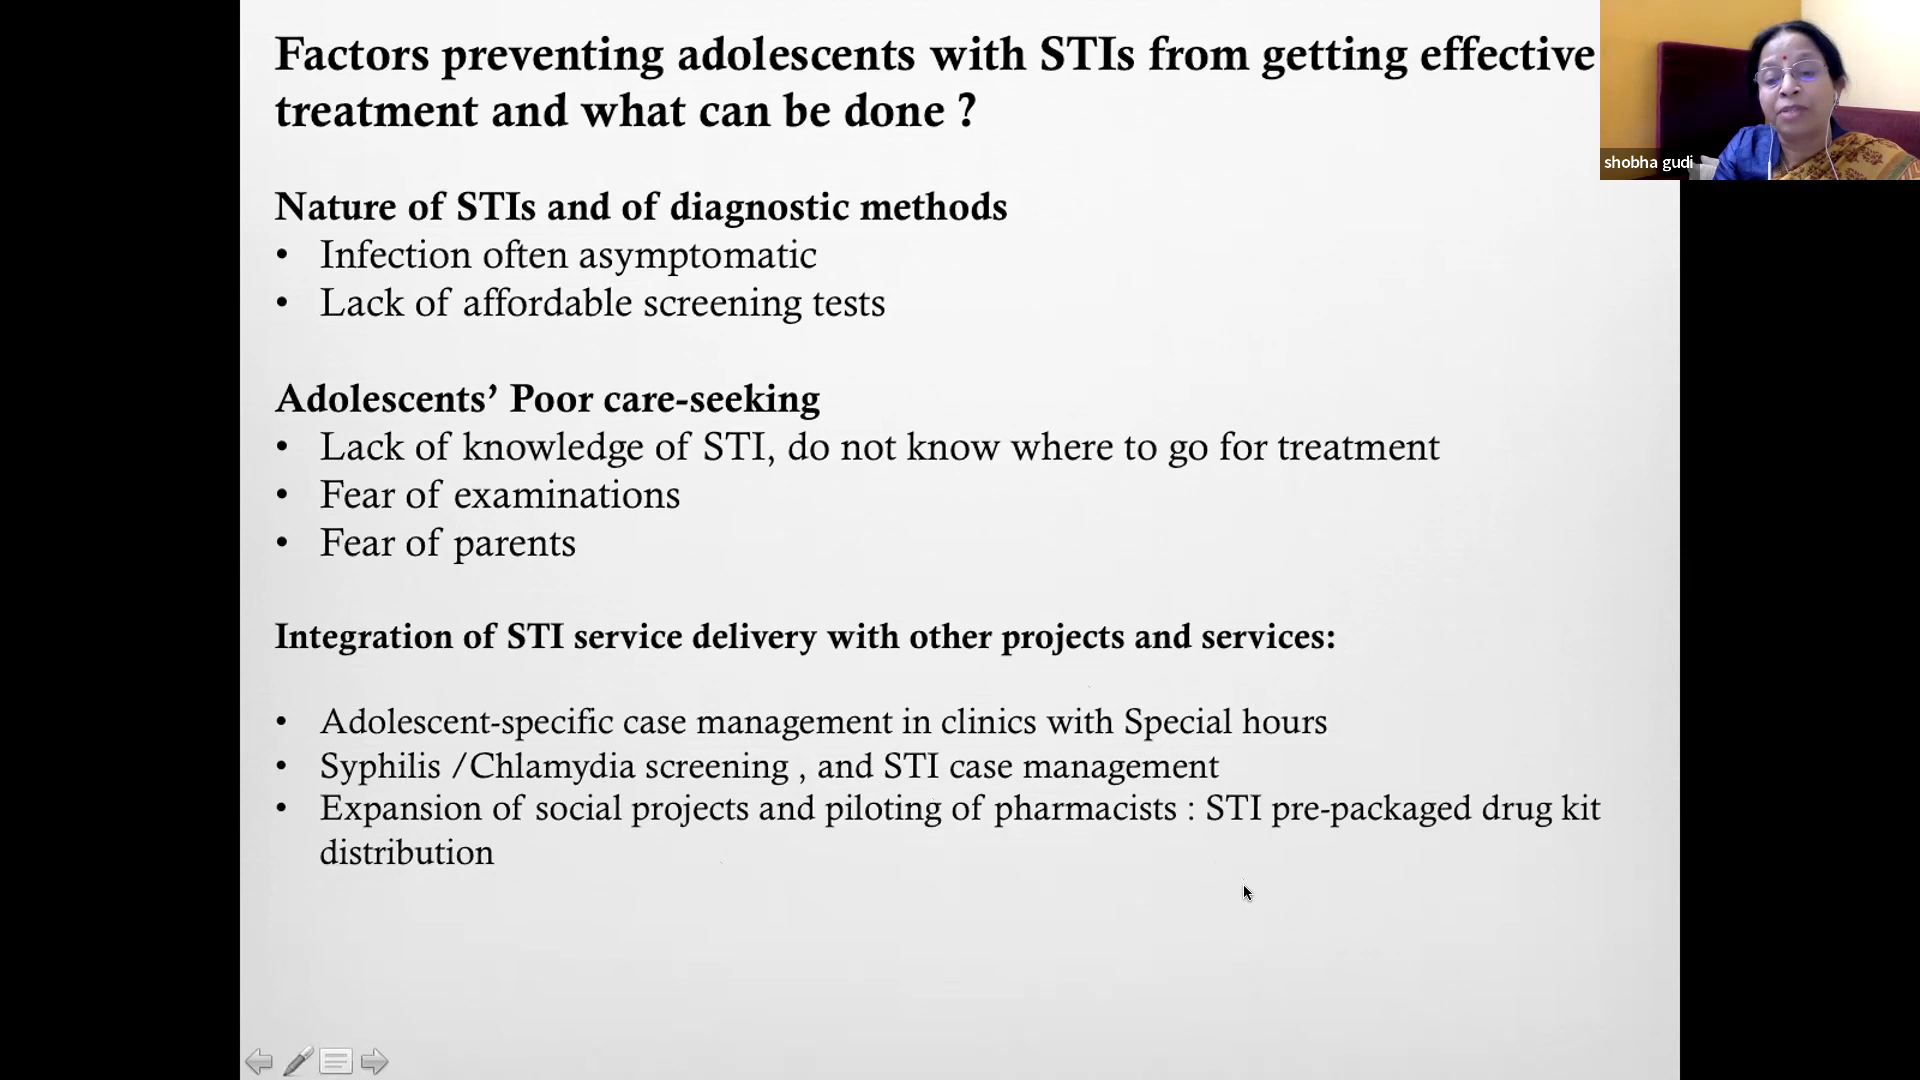 Factors preventing adolescents with STIs from getting effective
treatment and what can be done ?
shobha gudi
Nature of STIs and of diagnostic methods
• Infection often asymptomatic
• Lack of affordable screening tests
Adolescents’ Poor care-seeking
• Lack of knowledge of STI, do not know where to go for treatment
• Fear of examinations
• Fear of parents
Integration of STI service delivery with other projects and services:
• Adolescent-specific case management in clinics with Special hours
• Syphilis /Chlamydia screening , and STI case management
• Expansion of social projects and piloting of pharmacists : STI pre-packaged drug kit
distribution